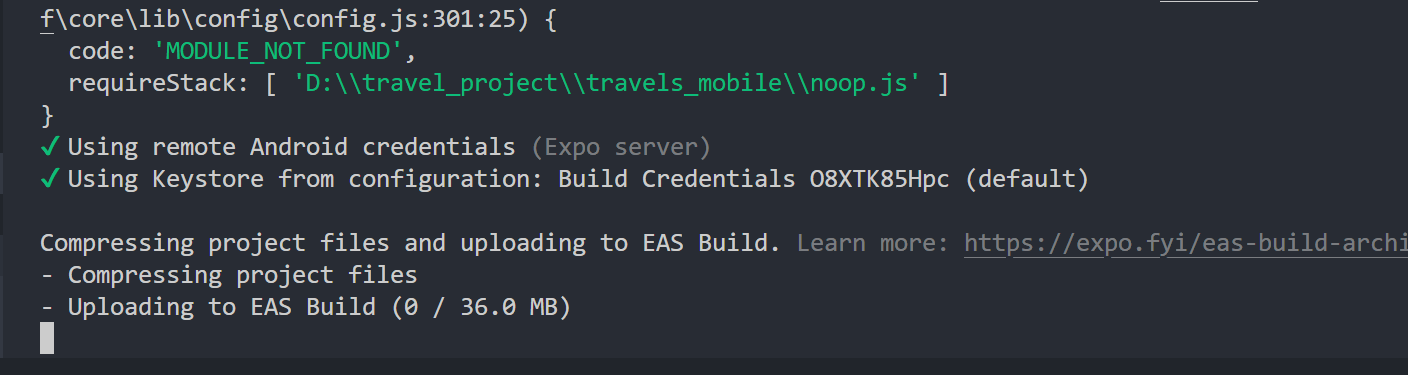 f\core\lib\config\config.js:301:25) {
code: 'MODULE_NOT_FOUND',
requireStack: [ 'D:\\travel_project\\travels_mobile\\noop.js' ]
}
✔ Using remote Android credentials (Expo server)
✔ Using Keystore from configuration: Build Credentials O8XTK85Hpc (default)
Compressing project files and uploading to EAS Build. Learn more: https://expo.fyi/eas-build-archi
- Compressing project files
- Uploading to EAS Build (0 / 36.0 MB)